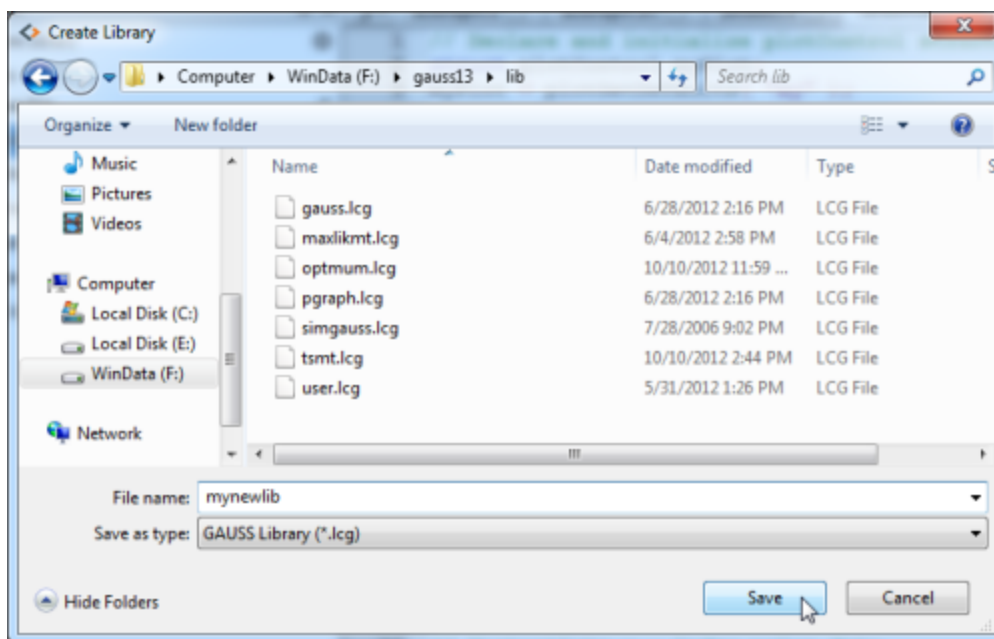 Create Library
Computer WinData (F:) gauss13 lib Search lib
Organize New folder
Name Date modified Type S
Music
Pictures
Videos
Computer
Local Disk (C:)
Local Disk (E:)
WinData (F:)
Network
gauss.lcg 6/28/2012 2:16 PM LCG File
maxlikmt.lcg 6/4/2012 2:58 PM LCG File
optmum.lcg 10/10/2012 11:59 ... LCG File
pgraph.lcg 6/28/2012 2:16 PM LCG File
simgauss.lcg 7/28/2006 9:02 PM LCG File
tsmt.lcg 10/10/2012 2:44 PM LCG File
user.lcg 5/31/2012 1:26 PM LCG File
File name: mynewlib
Save as type: GAUSS Library (*.lcg)
Hide Folders Save Cancel